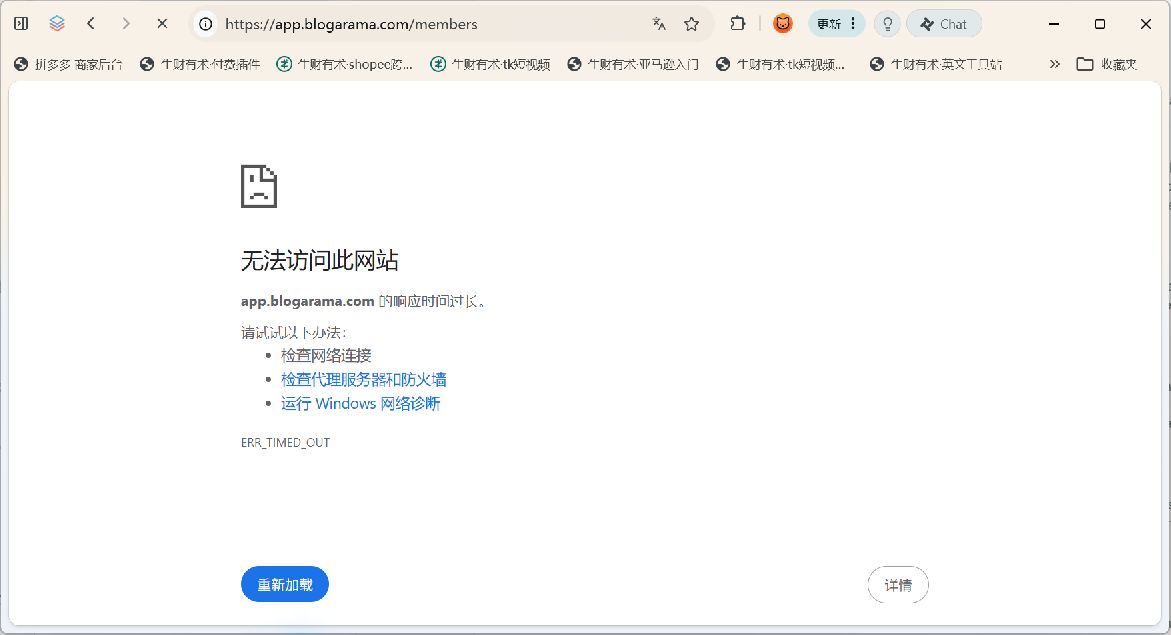 https://app.blogarama.com/members
更新
Chat
拼多多 商家后台
生财有术·付费插件
生财有术·shopee跨...
生财有术·tk短视频
生财有术·亚马逊入门
生财有术·tk短视频...
生财有术·英文工具站
收藏夹
无法访问此网站
app.blogarama.com 的响应时间过长。
请试试以下办法：
检查网络连接
检查代理服务器和防火墙
运行 Windows 网络诊断
ERR_TIMED_OUT
重新加载
详情